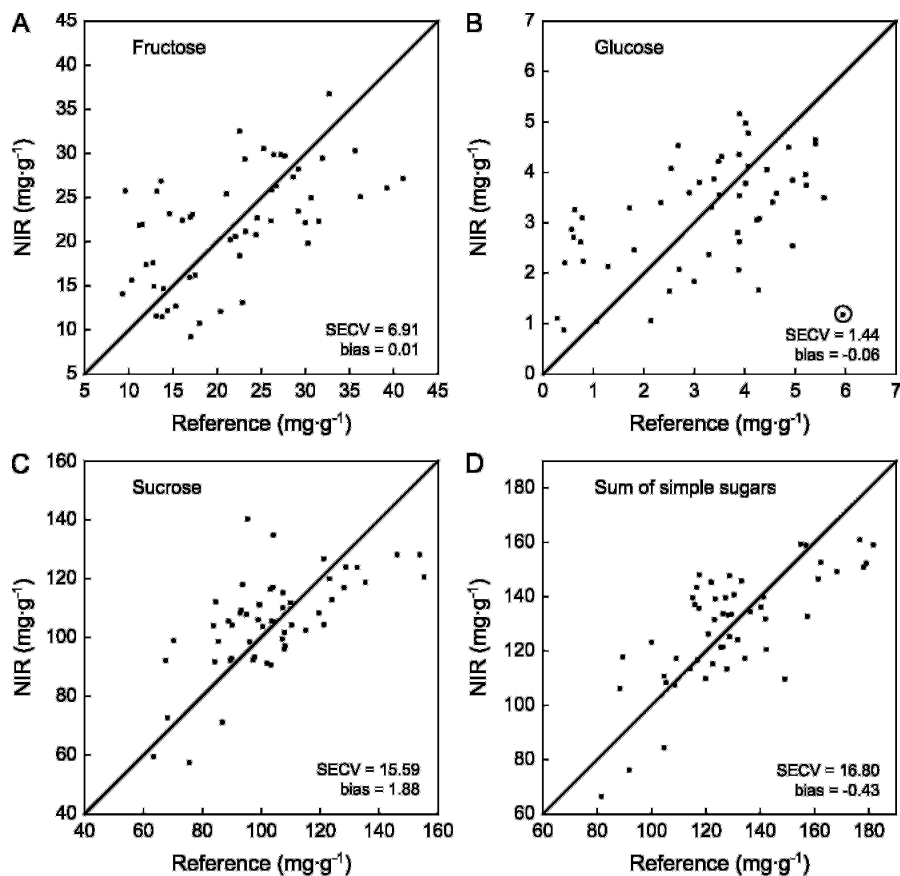 A
Fructose
45
40
35
30
25
20
15
10
5
NIR (mg·g⁻¹)
SECV = 6.91
bias = 0.01
5 10 15 20 25 30 35 40 45
Reference (mg·g⁻¹)
B
Glucose
7
6
5
4
3
2
1
0
NIR (mg·g⁻¹)
SECV = 1.44
bias = -0.06
0 1 2 3 4 5 6 7
Reference (mg·g⁻¹)
C
Sucrose
160
140
120
100
80
60
40
NIR (mg·g⁻¹)
SECV = 15.59
bias = 1.88
40 60 80 100 120 140 160
Reference (mg·g⁻¹)
D
Sum of simple sugars
180
160
140
120
100
80
60
NIR (mg·g⁻¹)
SECV = 16.80
bias = -0.43
60 80 100 120 140 160 180
Reference (mg·g⁻¹)